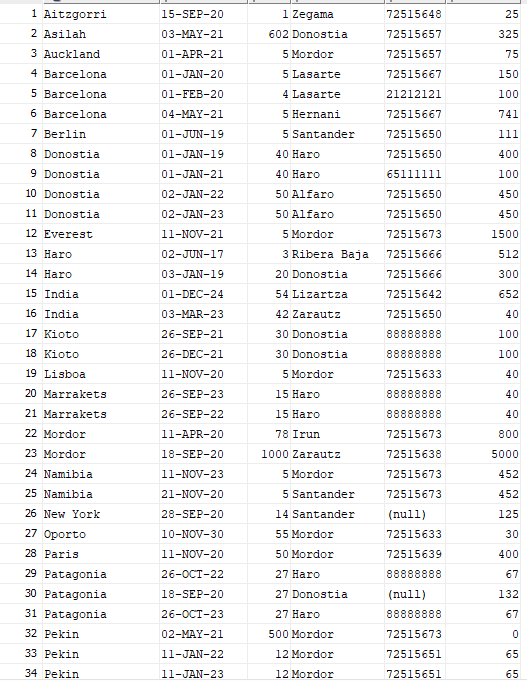 1 Aitzgorri 15-SEP-20 1 Zegama 72515648 25
2 Asilah 03-MAY-21 602 Donostia 72515657 325
3 Auckland 01-APR-21 5 Mordor 72515657 75
4 Barcelona 01-JAN-20 5 Lasarte 72515667 150
5 Barcelona 01-FEB-20 4 Lasarte 21212121 100
6 Barcelona 04-MAY-21 5 Hernani 72515667 741
7 Berlin 01-JUN-19 5 Santander 72515650 111
8 Donostia 01-JAN-19 40 Haro 72515650 400
9 Donostia 01-JAN-21 40 Haro 65111111 100
10 Donostia 02-JAN-22 50 Alfaro 72515650 450
11 Donostia 02-JAN-23 50 Alfaro 72515650 450
12 Everest 11-NOV-21 5 Mordor 72515673 1500
13 Haro 02-JUN-17 3 Ribera Baja 72515666 512
14 Haro 03-JAN-19 20 Donostia 72515666 300
15 India 01-DEC-24 54 Lizartza 72515642 652
16 India 03-MAR-23 42 Zarautz 72515650 40
17 Kioto 26-SEP-21 30 Donostia 88888888 100
18 Kioto 26-DEC-21 30 Donostia 88888888 100
19 Lisboa 11-NOV-20 5 Mordor 72515633 40
20 Marrakets 26-SEP-23 15 Haro 88888888 40
21 Marrakets 26-SEP-22 15 Haro 88888888 40
22 Mordor 11-APR-20 78 Irun 72515673 800
23 Mordor 18-SEP-20 1000 Zarautz 72515638 5000
24 Namibia 11-NOV-23 5 Mordor 72515673 452
25 Namibia 21-NOV-20 5 Santander 72515673 452
26 New York 28-SEP-20 14 Santander (null) 125
27 Oporto 10-NOV-30 55 Mordor 72515633 30
28 Paris 11-NOV-20 50 Mordor 72515639 400
29 Patagonia 26-OCT-22 27 Haro 88888888 67
30 Patagonia 18-SEP-20 27 Donostia (null) 132
31 Patagonia 26-OCT-23 27 Haro 88888888 67
32 Pekin 02-MAY-21 500 Mordor 72515673 0
33 Pekin 11-JAN-22 12 Mordor 72515651 65
34 Pekin 11-JAN-23 12 Mordor 72515651 65